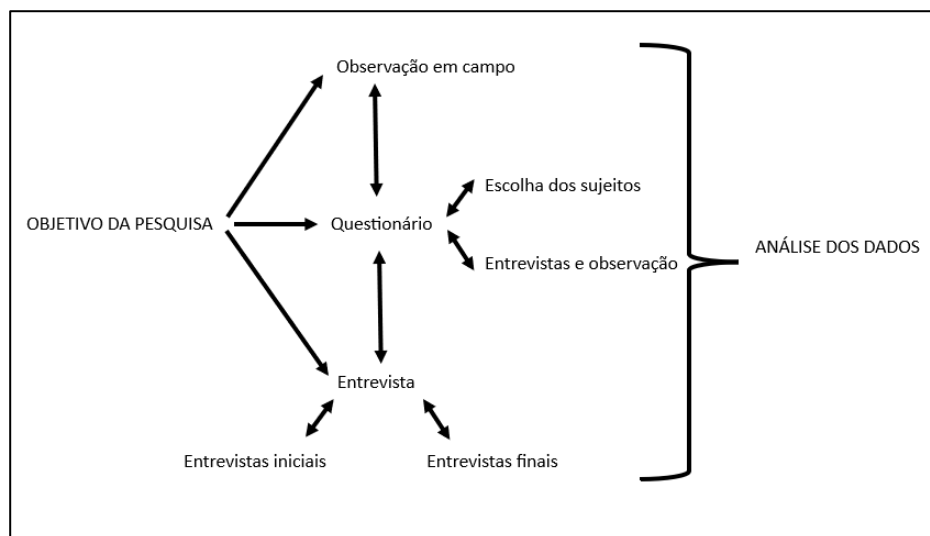 Observação em campo
Escolha dos sujeitos
OBJETIVO DA PESQUISA
Questionário
Entrevistas e observação
ANÁLISE DOS DADOS
Entrevista
Entrevistas iniciais
Entrevistas finais